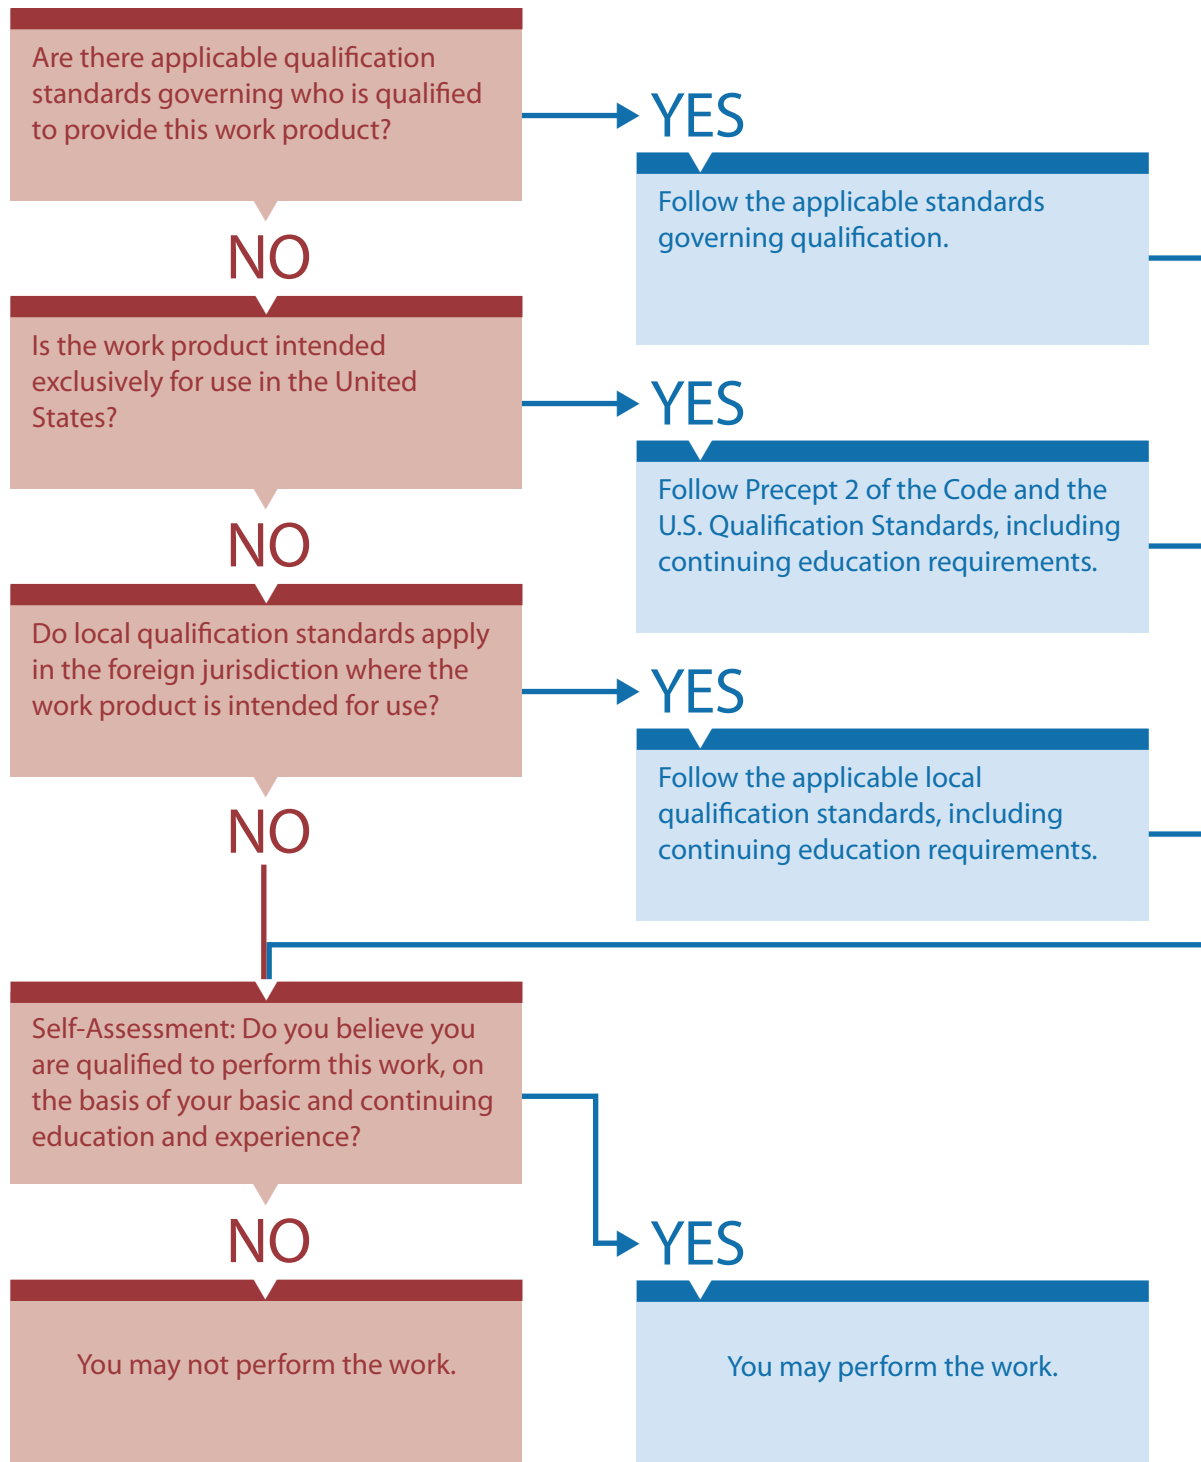 Are there applicable qualification
standards governing who is qualified
to provide this work product?
YES
Follow the applicable standards
governing qualification.
NO
Is the work product intended
exclusively for use in the United
States?
YES
Follow Precept 2 of the Code and the
U.S. Qualification Standards, including
continuing education requirements.
NO
Do local qualification standards apply
in the foreign jurisdiction where the
work product is intended for use?
YES
Follow the applicable local
qualification standards, including
continuing education requirements.
NO
Self-Assessment: Do you believe you
are qualified to perform this work, on
the basis of your basic and continuing
education and experience?
NO
You may not perform the work.
YES
You may perform the work.